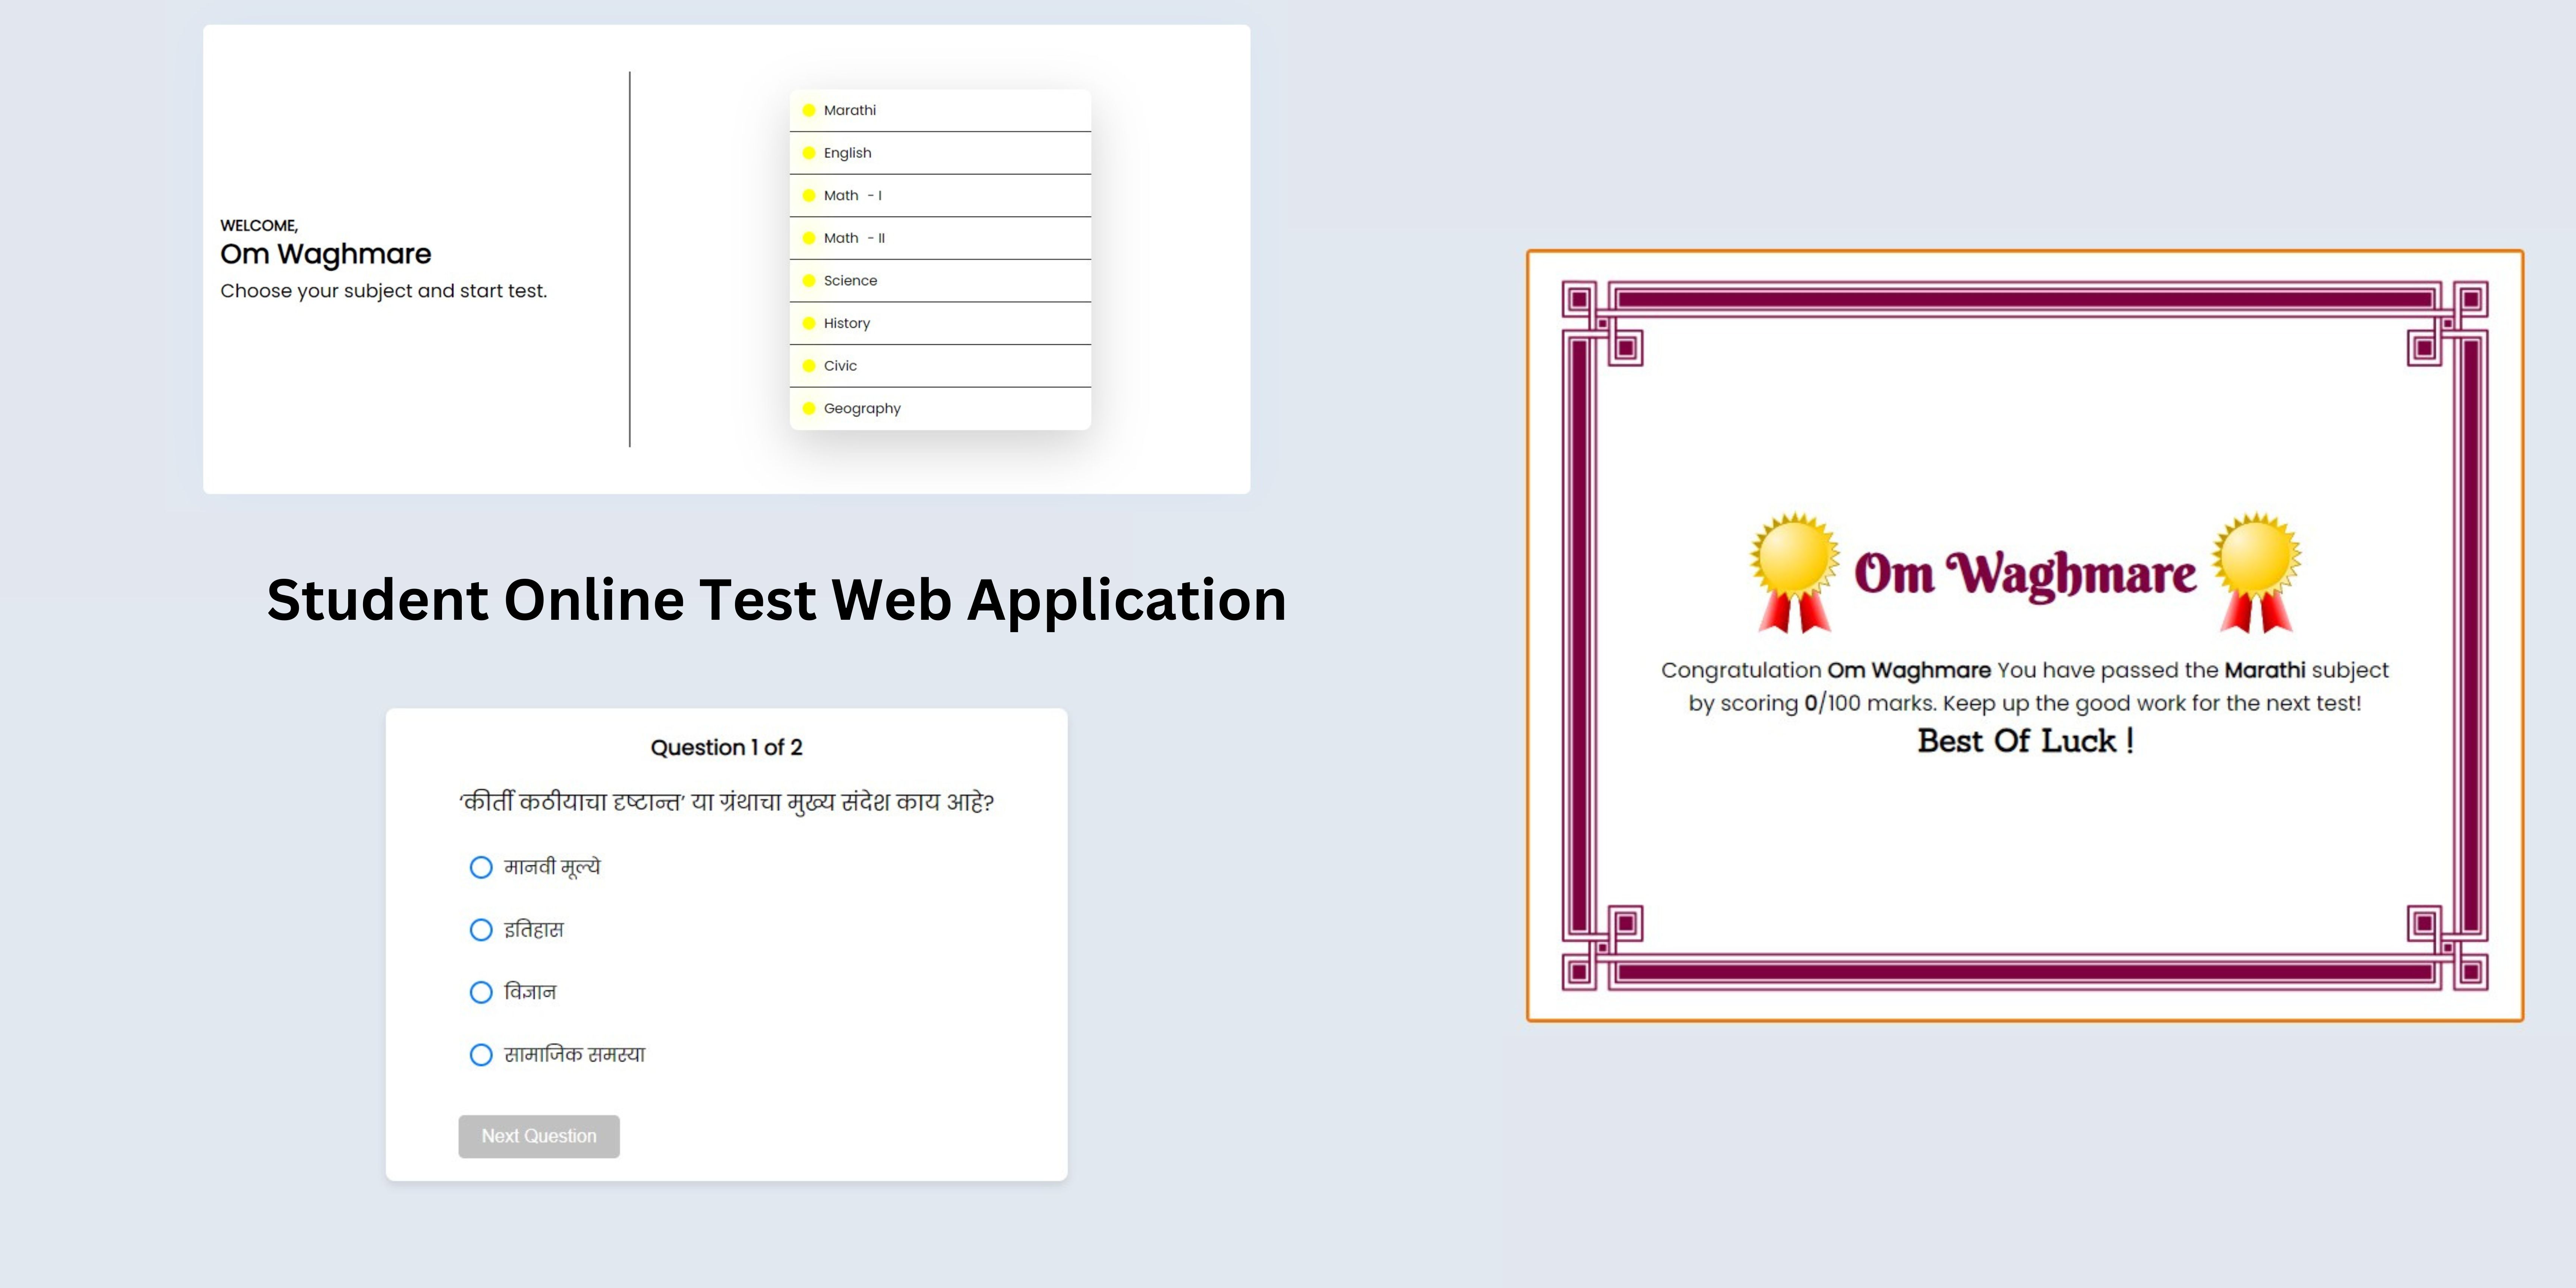 WELCOME,
Om Waghmare
Choose your subject and start test.
Marathi
English
Math - I
Math - II
Science
History
Civic
Geography
Student Online Test Web Application
Question 1 of 2
‘कीर्ती कठीयाचा दृष्टान्त’ या ग्रंथाचा मुख्य संदेश काय आहे?
मानवी मूल्ये
इतिहास
विज्ञान
सामाजिक समस्या
Next Question
Om Waghmare
Congratulation Om Waghmare You have passed the Marathi subject
by scoring 0/100 marks. Keep up the good work for the next test!
Best Of Luck !